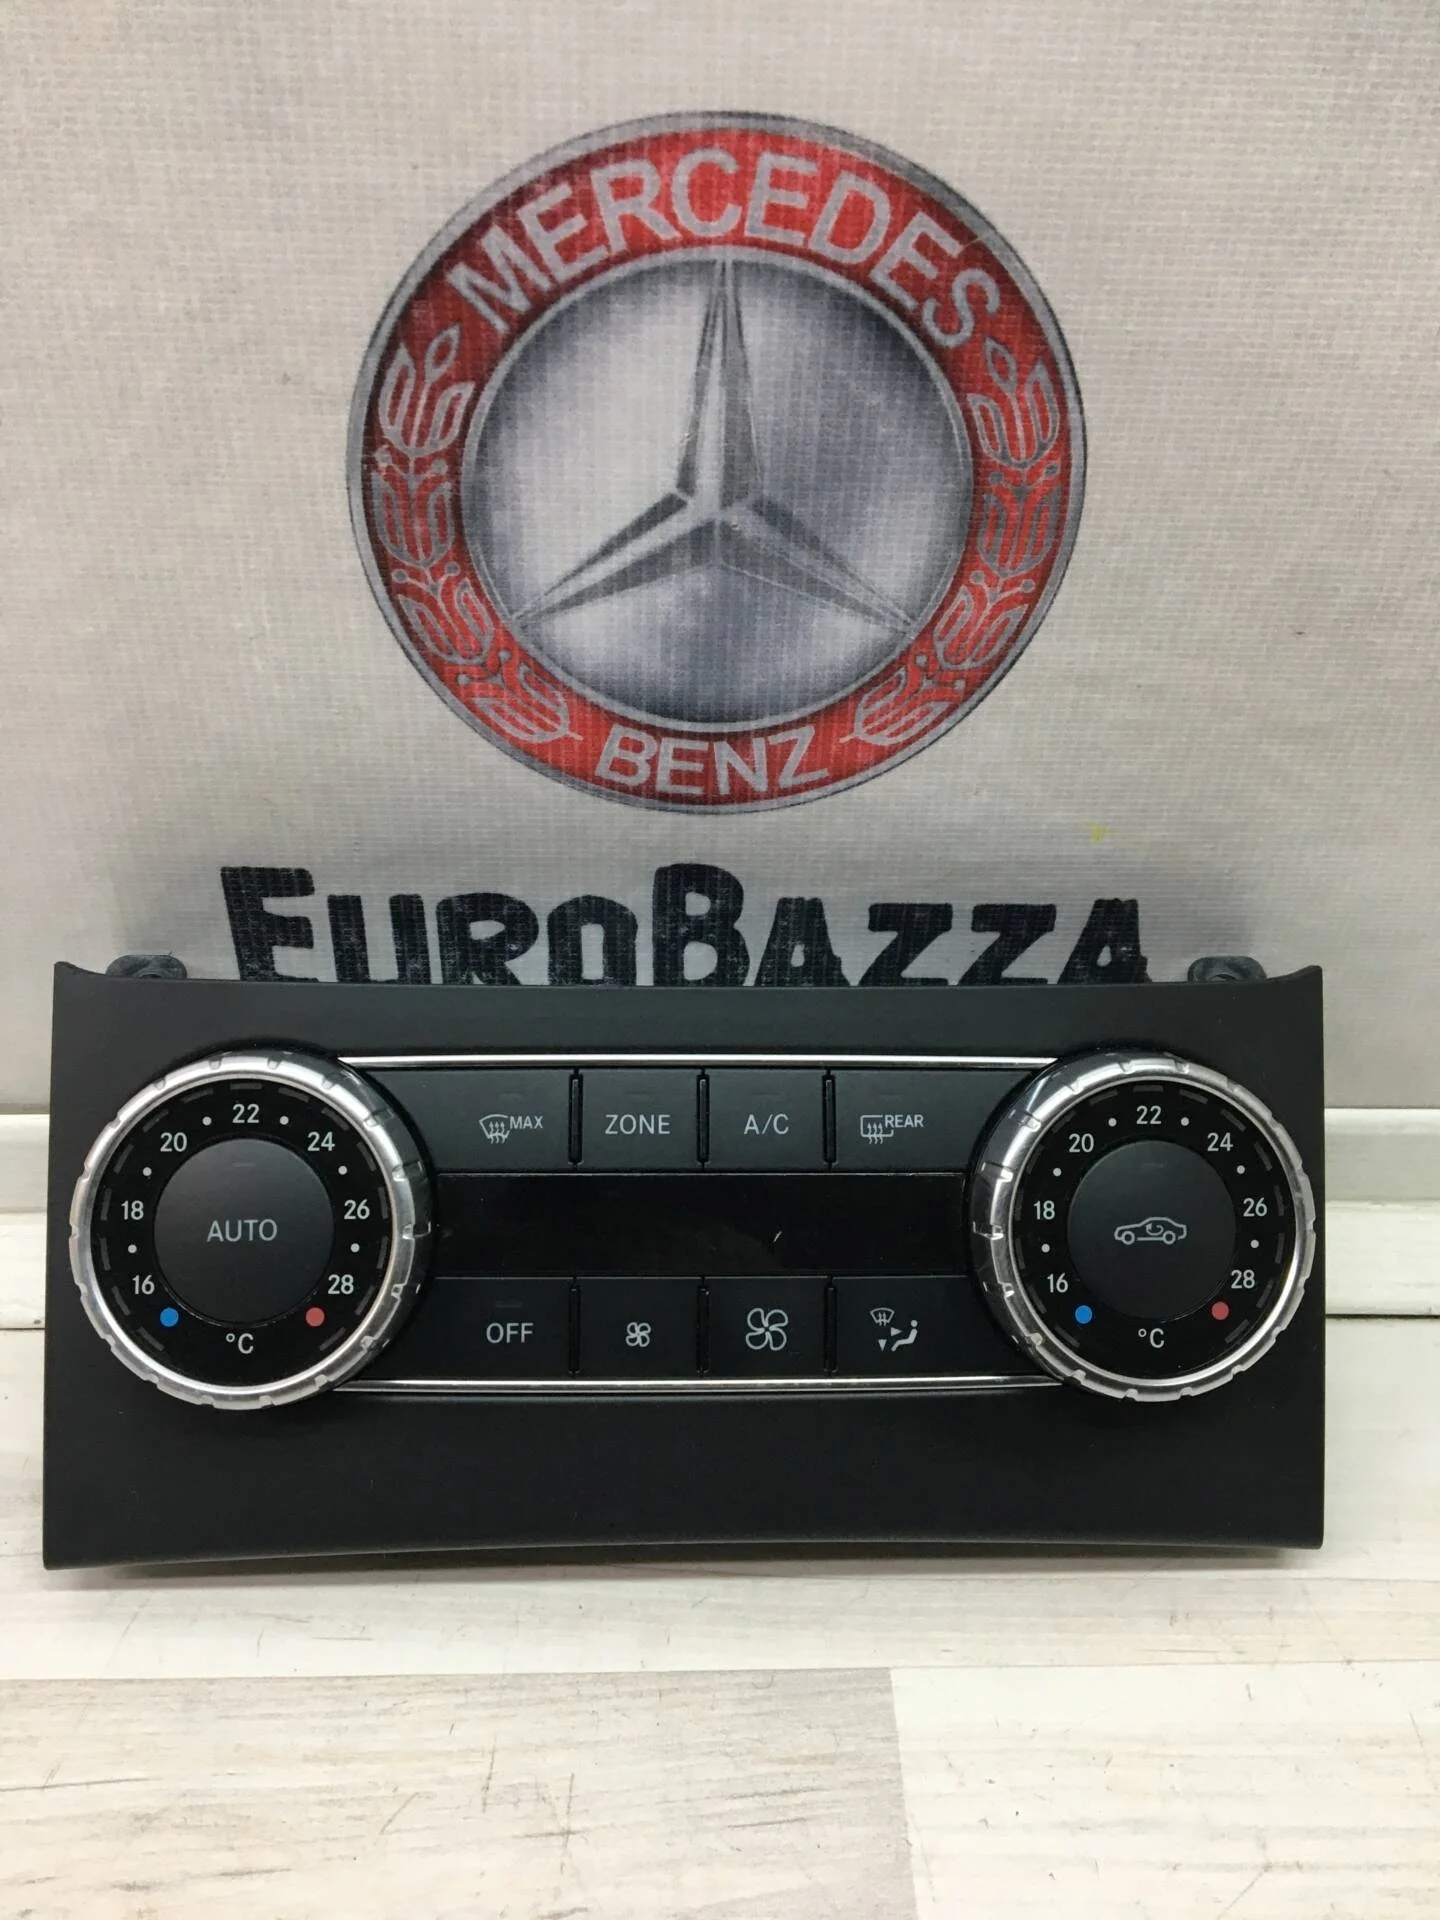 MERCEDES
BENZ
EUROBAZZA
MAX ZONE A/C REAR
16 18 20 22 24 26 28
AUTO
°C
16 18 20 22 24 26 28
°C
OFF